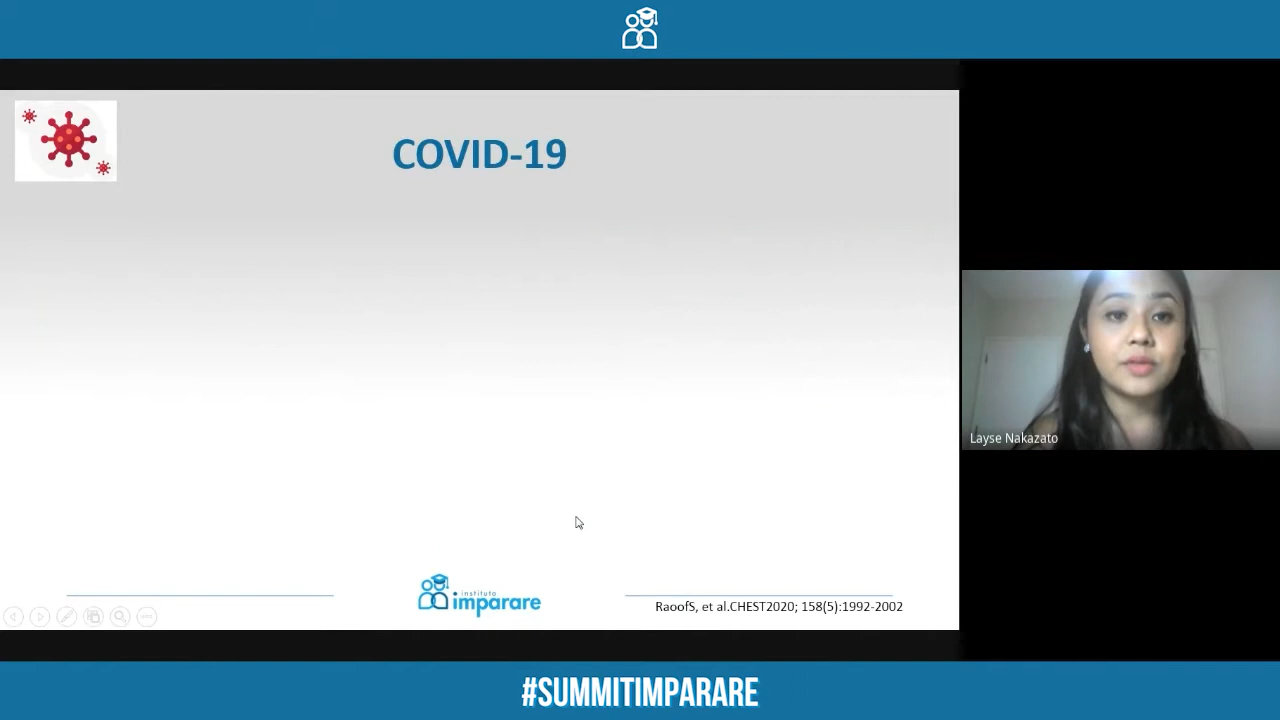 COVID-19
Layse Nakazato
instituto
imparare
RaoofS, et al.CHEST2020; 158(5):1992-2002
#SUMMITIMPARARE